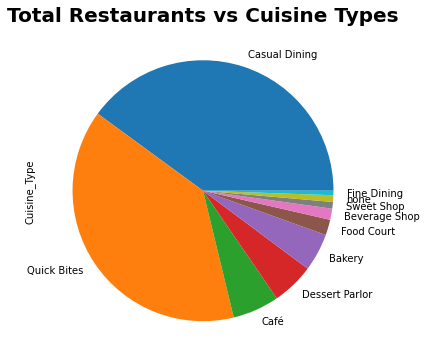 Total Restaurants vs Cuisine Types
Casual Dining
Cuisine_Type
Fine Dining
none
Sweet Shop
Beverage Shop
Food Court
Bakery
Quick Bites
Dessert Parlor
Café